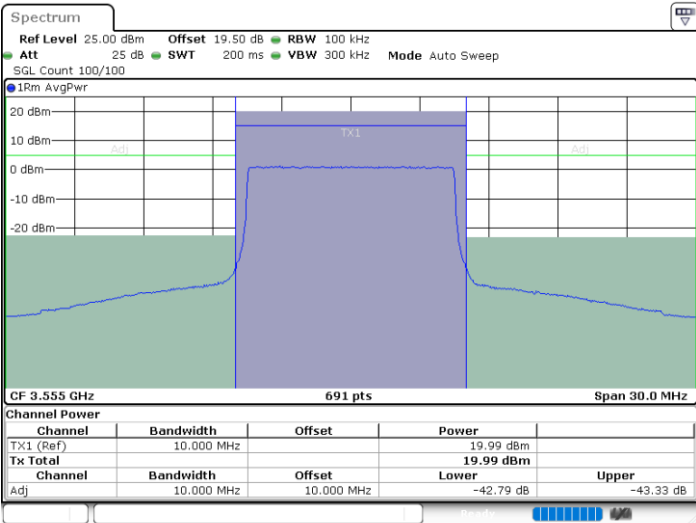 Spectrum
Ref Level 25.00 dBm Offset 19.50 dB RBW 100 kHz
Att 25 dB SWT 200 ms VBW 300 kHz Mode Auto Sweep
SGL Count 100/100
1Rm AvgPwr
20 dBm
TX1
10 dBm
Adj Adj
0 dBm
-10 dBm
-20 dBm
CF 3.555 GHz 691 pts Span 30.0 MHz
Channel Power
Channel Bandwidth Offset Power
TX1 (Ref) 10.000 MHz 19.99 dBm
Tx Total 19.99 dBm
Channel Bandwidth Offset Lower Upper
Adj 10.000 MHz 10.000 MHz -42.79 dB -43.33 dB
Ready